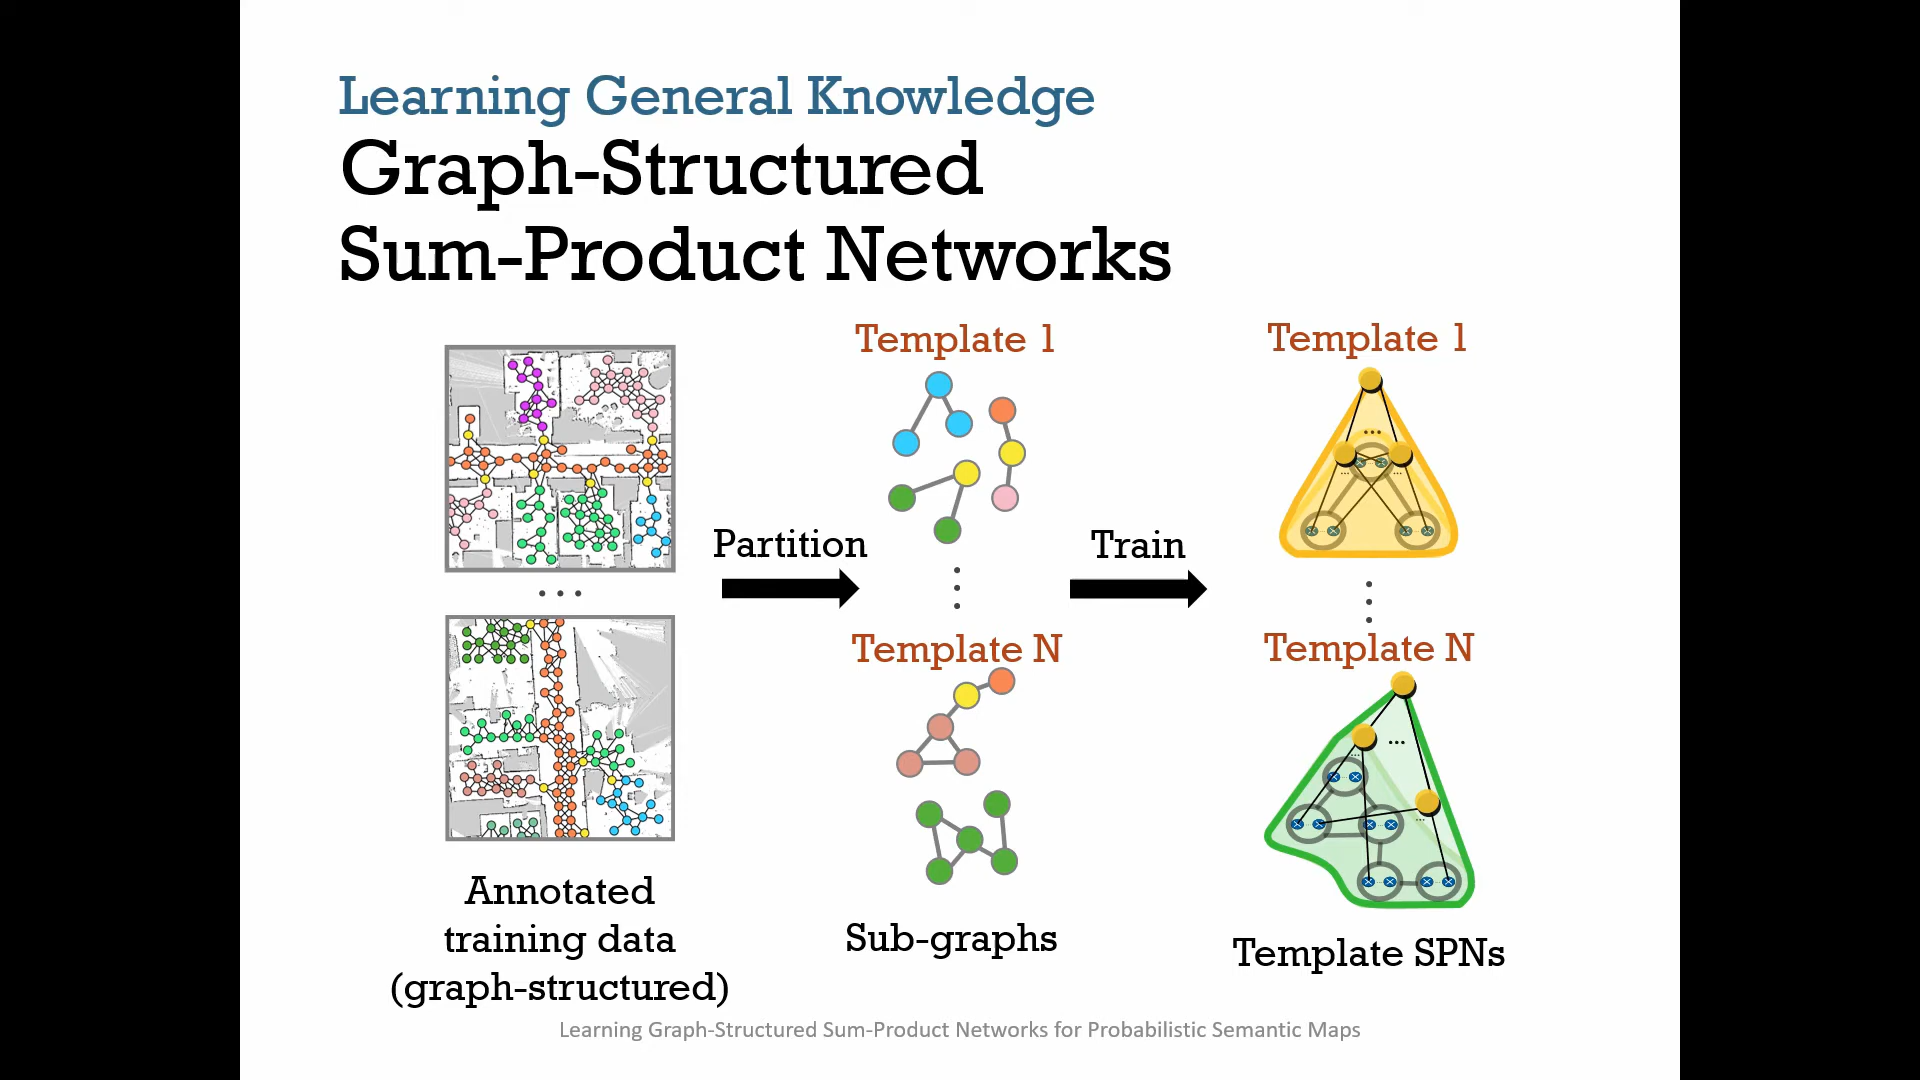 Learning General Knowledge
Graph-Structured
Sum-Product Networks
Template 1
Template 1
Partition
Train
Template N
Template N
Annotated
training data
(graph-structured)
Sub-graphs
Template SPNs
Learning Graph-Structured Sum-Product Networks for Probabilistic Semantic Maps